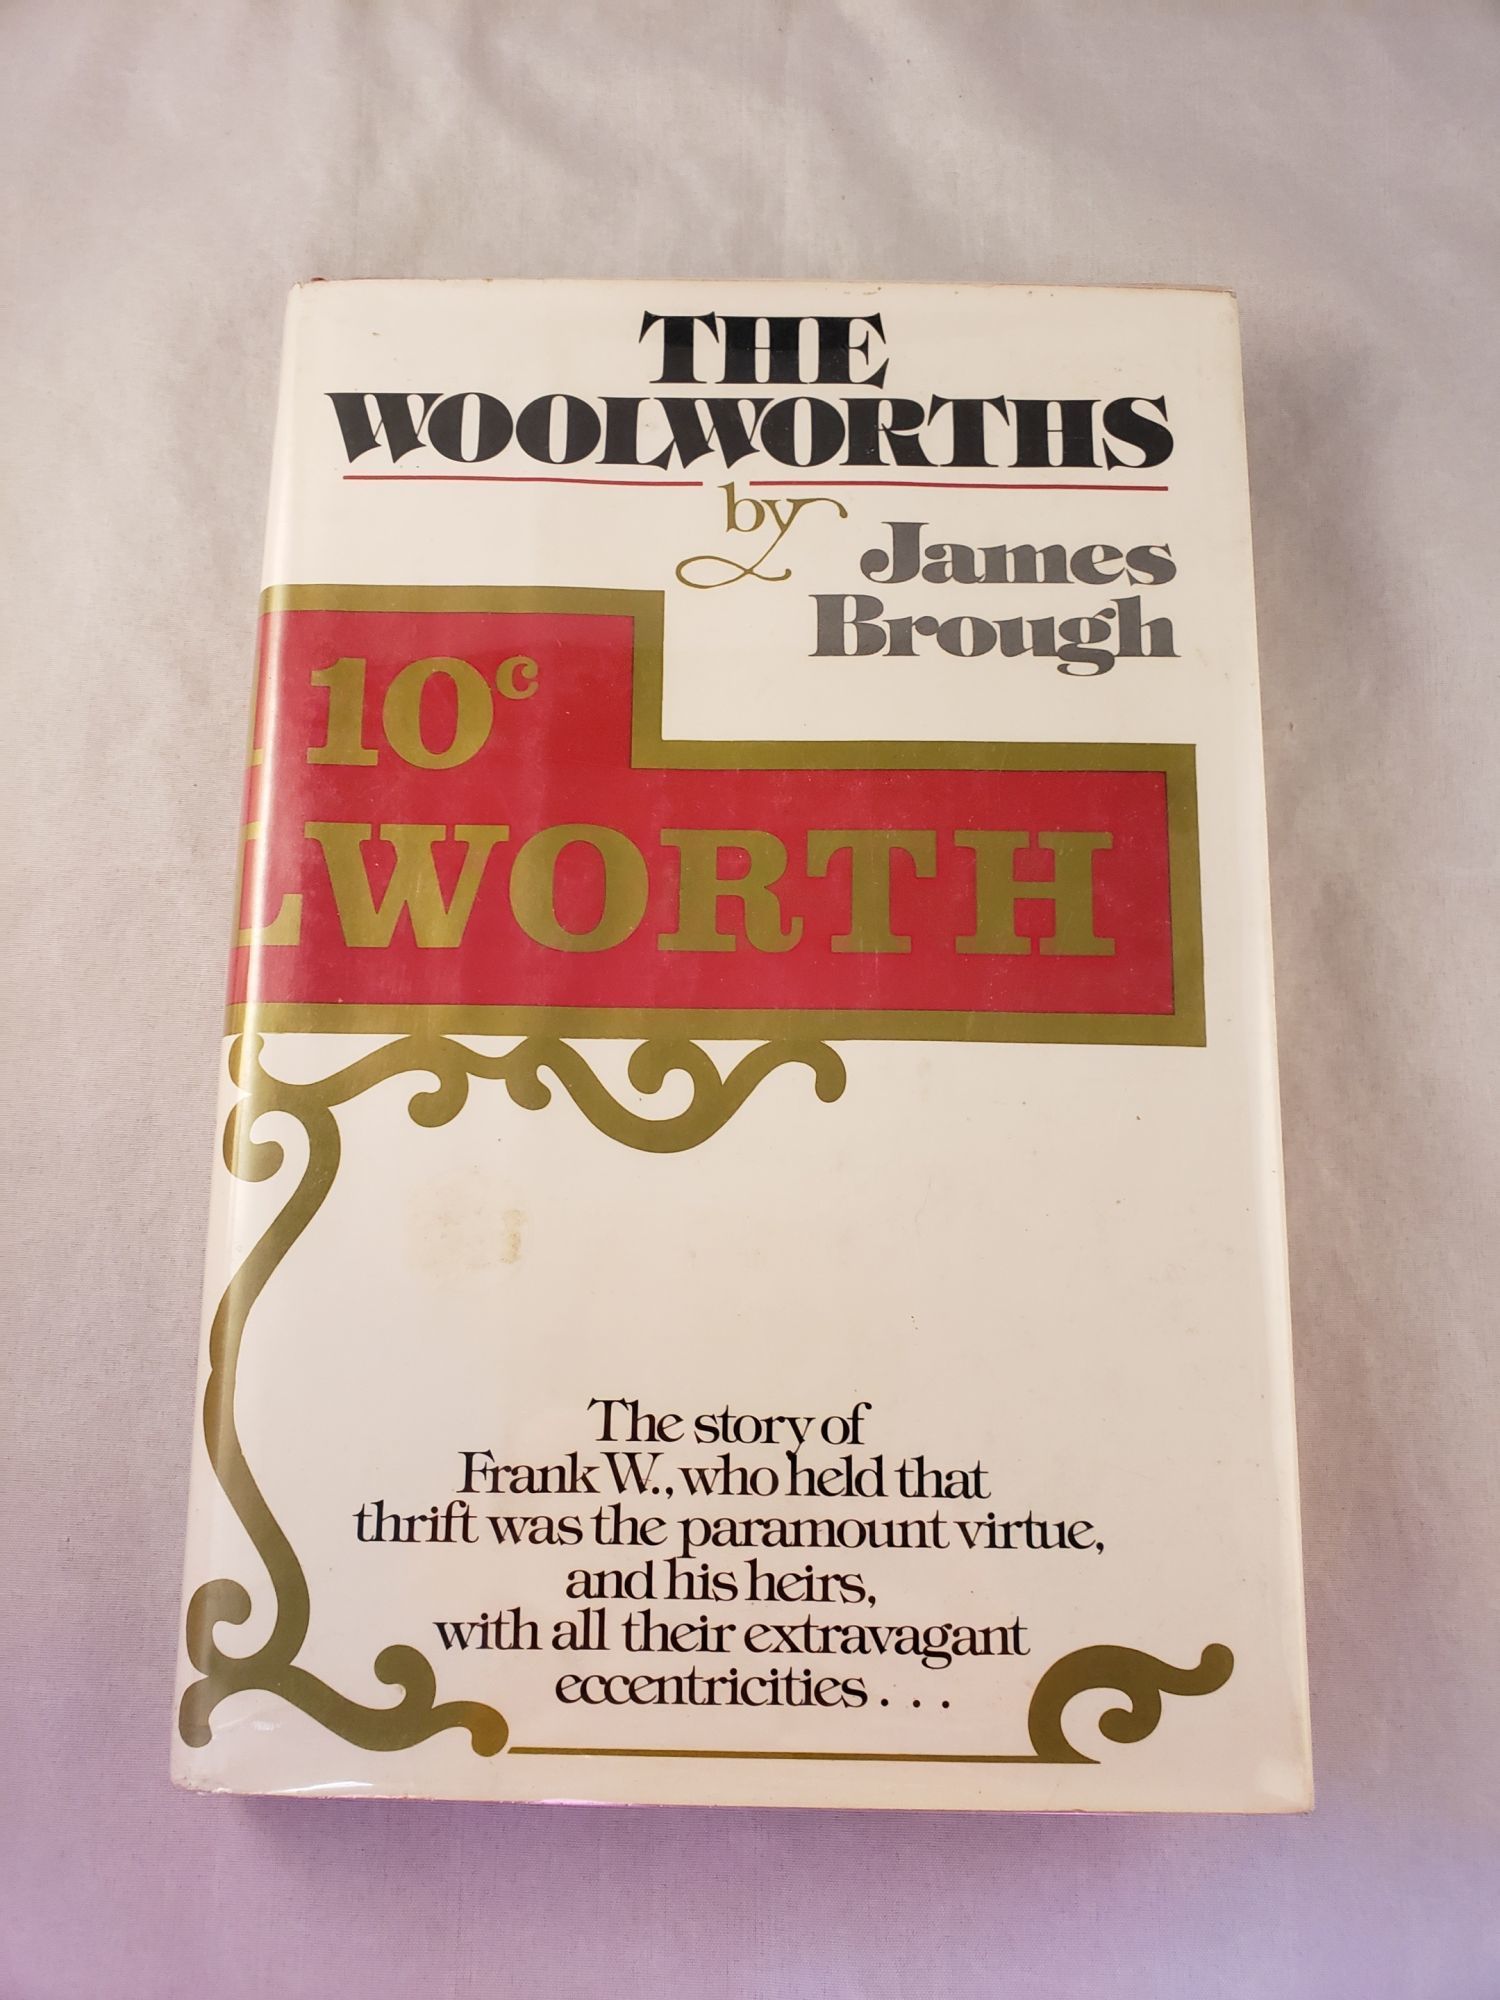 THE
WOOLWORTHS
by
James
Brough
10c
LWORTH
The story of
Frank W., who held that
thrift was the paramount virtue,
and his heirs,
with all their extravagant
eccentricities . . .